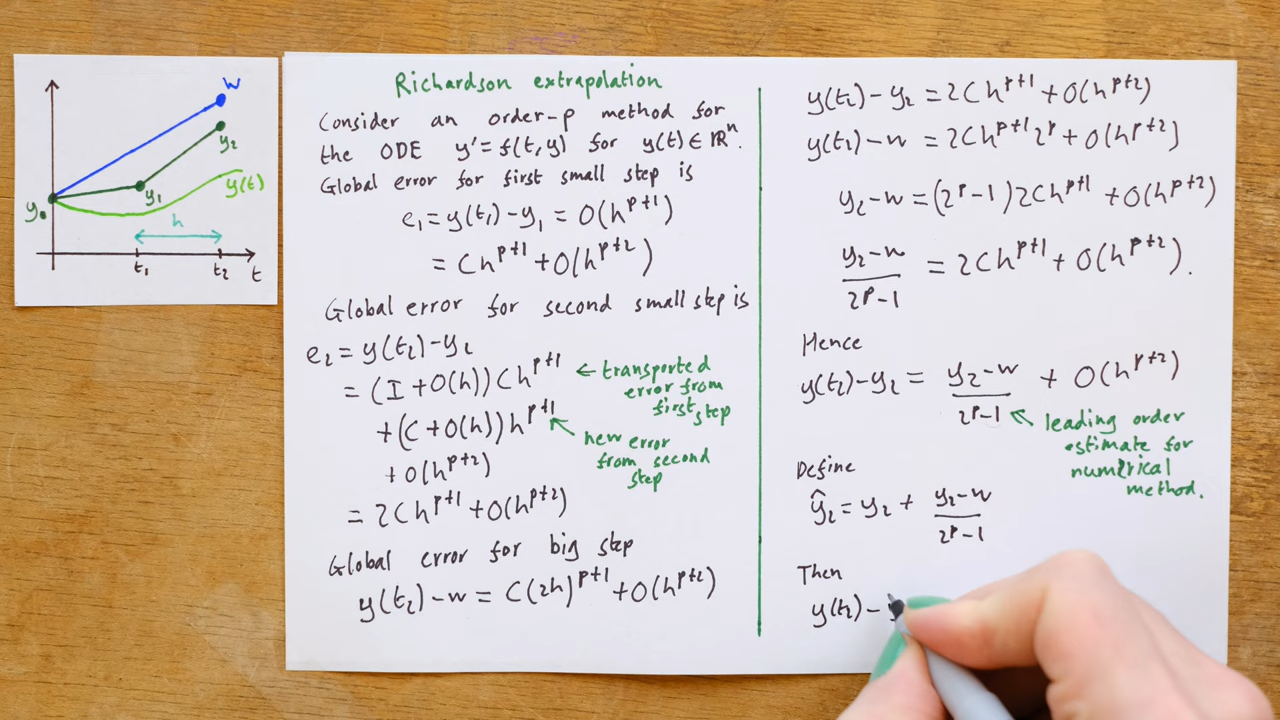 w
y₂
y₀
y₁
y(t)
h
t₁ t₂ t
Richardson extrapolation
Consider an order-p method for
the ODE y' = f(t,y) for y(t) ∈ ℝⁿ.
Global error for first small step is
e₁ = y(t₁) − y₁ = O(h^{p+1})
= Ch^{p+1} + O(h^{p+2})
Global error for second small step is
e₂ = y(t₂) − y₂
= (I + O(h)) Ch^{p+1}
← transported
error from
first step
+ (C + O(h)) h^{p+1}
new error
from second
step
+ O(h^{p+2})
= 2Ch^{p+1} + O(h^{p+2})
Global error for big step
y(t₂) − w = C(2h)^{p+1} + O(h^{p+2})
y(t₂) − y₂ = 2Ch^{p+1} + O(h^{p+2})
y(t₂) − w = 2Ch^{p+1} 2^p + O(h^{p+2})
y₂ − w = (2^p − 1) 2Ch^{p+1} + O(h^{p+2})
\frac{y₂ − w}{2^p − 1} = 2Ch^{p+1} + O(h^{p+2}).
Hence
y(t₂) − y₂ = \frac{y₂ − w}{2^p − 1} + O(h^{p+2})
leading order
estimate for
numerical
method.
Define
ŷ₂ = y₂ + \frac{y₂ − w}{2^p − 1}
Then
y(t₂) −